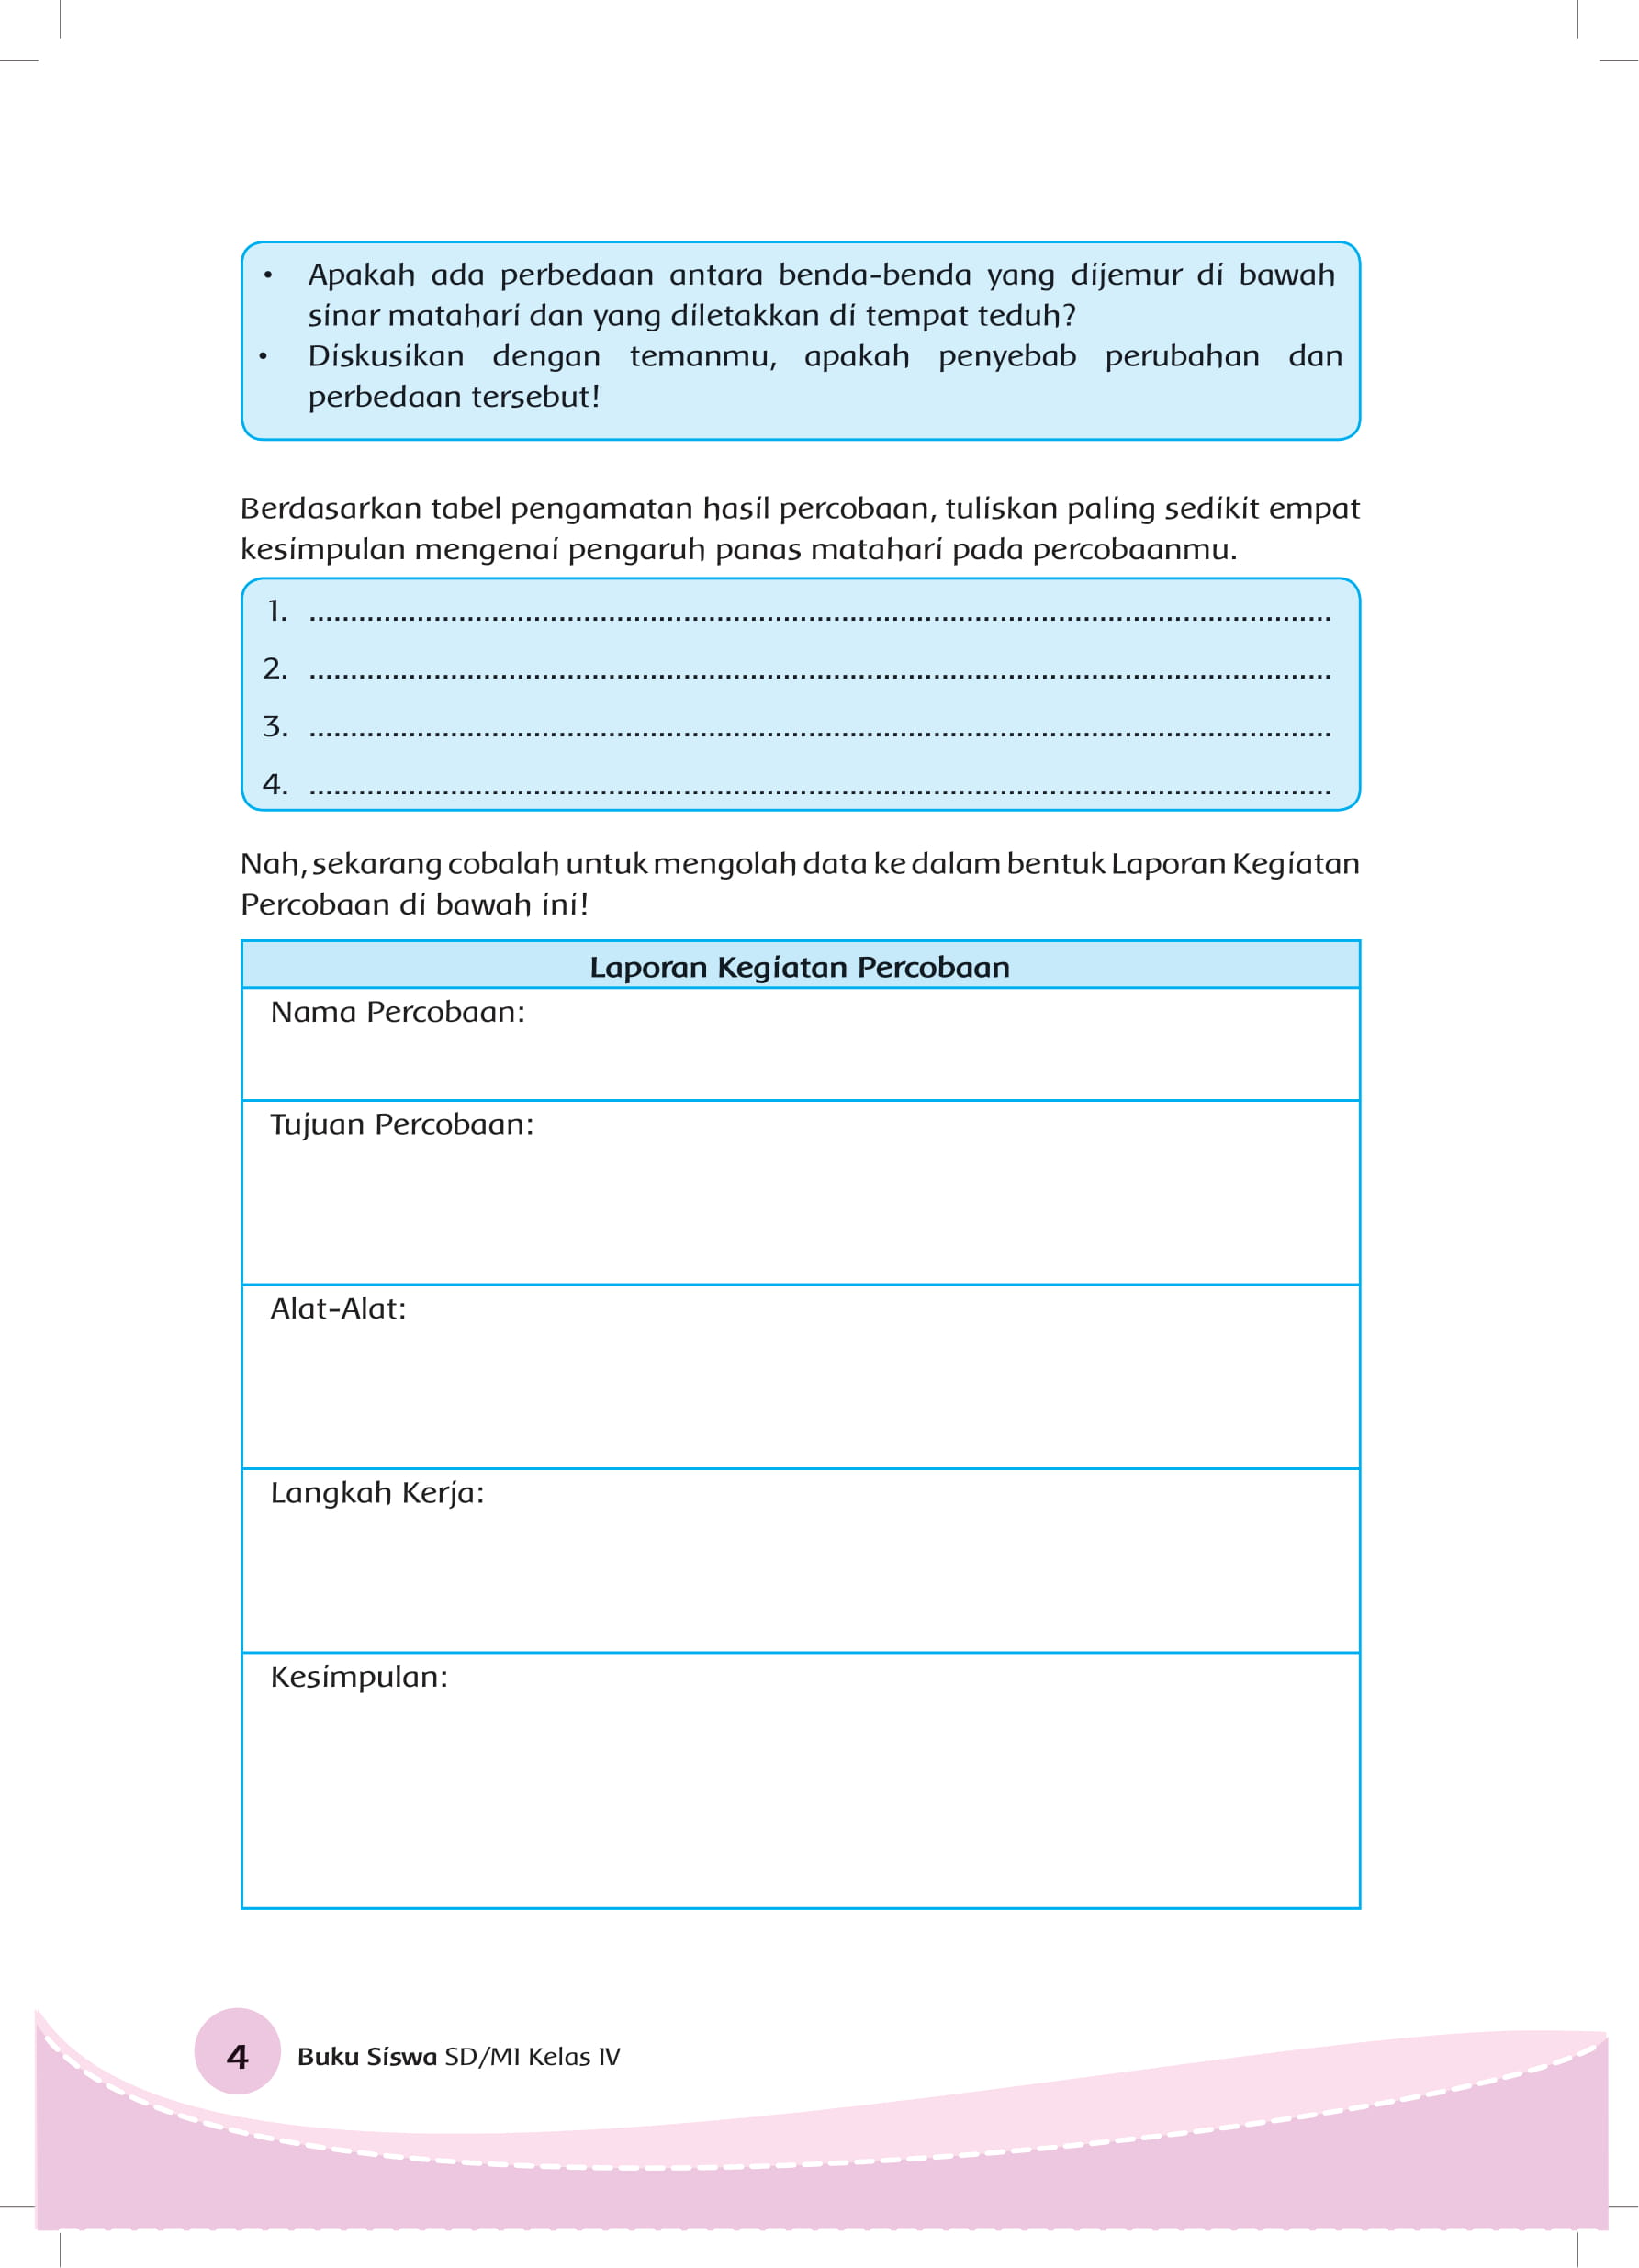 • Apakah ada perbedaan antara benda-benda yang dijemur di bawah
sinar matahari dan yang diletakkan di tempat teduh?
• Diskusikan dengan temanmu, apakah penyebab perubahan dan
perbedaan tersebut!
Berdasarkan tabel pengamatan hasil percobaan, tuliskan paling sedikit empat
kesimpulan mengenai pengaruh panas matahari pada percobaanmu.
1. ..............................................................................................................................
2. ..............................................................................................................................
3. ..............................................................................................................................
4. ..............................................................................................................................
Nah, sekarang cobalah untuk mengolah data ke dalam bentuk Laporan Kegiatan
Percobaan di bawah ini!
Laporan Kegiatan Percobaan
Nama Percobaan:
Tujuan Percobaan:
Alat-Alat:
Langkah Kerja:
Kesimpulan:
4 Buku Siswa SD/MI Kelas IV